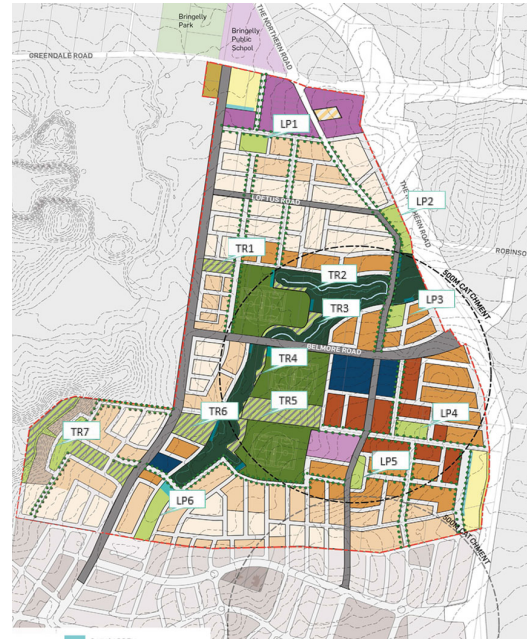 Bringelly
Park
Bringelly
Public
School
GREENDALE ROAD
THE NORTHERN ROAD
LP1
LP2
LOFTUS ROAD
THE NORTHERN ROAD
ROBINSO
TR1
TR2
500M CATCHMENT
TR3
LP3
BELMORE ROAD
TR4
TR5
TR6
LP4
TR7
LP5
LP6
500M CATCHMENT